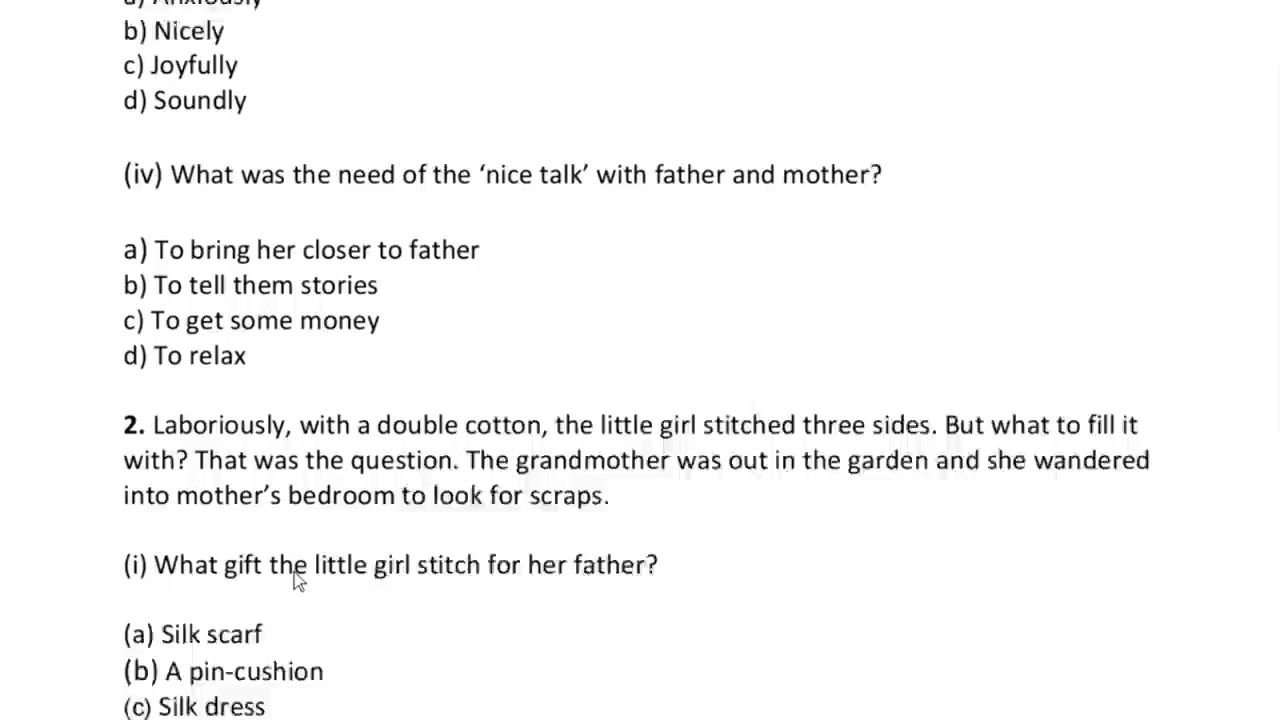 b) Nicely
c) Joyfully
d) Soundly
(iv) What was the need of the ‘nice talk’ with father and mother?
a) To bring her closer to father
b) To tell them stories
c) To get some money
d) To relax
2. Laboriously, with a double cotton, the little girl stitched three sides. But what to fill it
with? That was the question. The grandmother was out in the garden and she wandered
into mother’s bedroom to look for scraps.
(i) What gift the little girl stitch for her father?
(a) Silk scarf
(b) A pin-cushion
(c) Silk dress